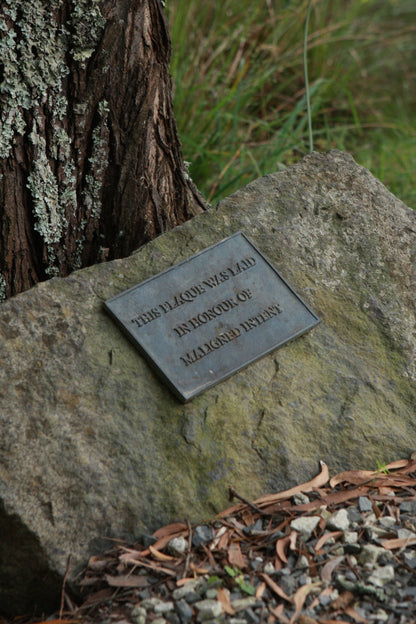 THIS PLAQUE WAS LAID
IN HONOUR OF
MALIGNED INTENT